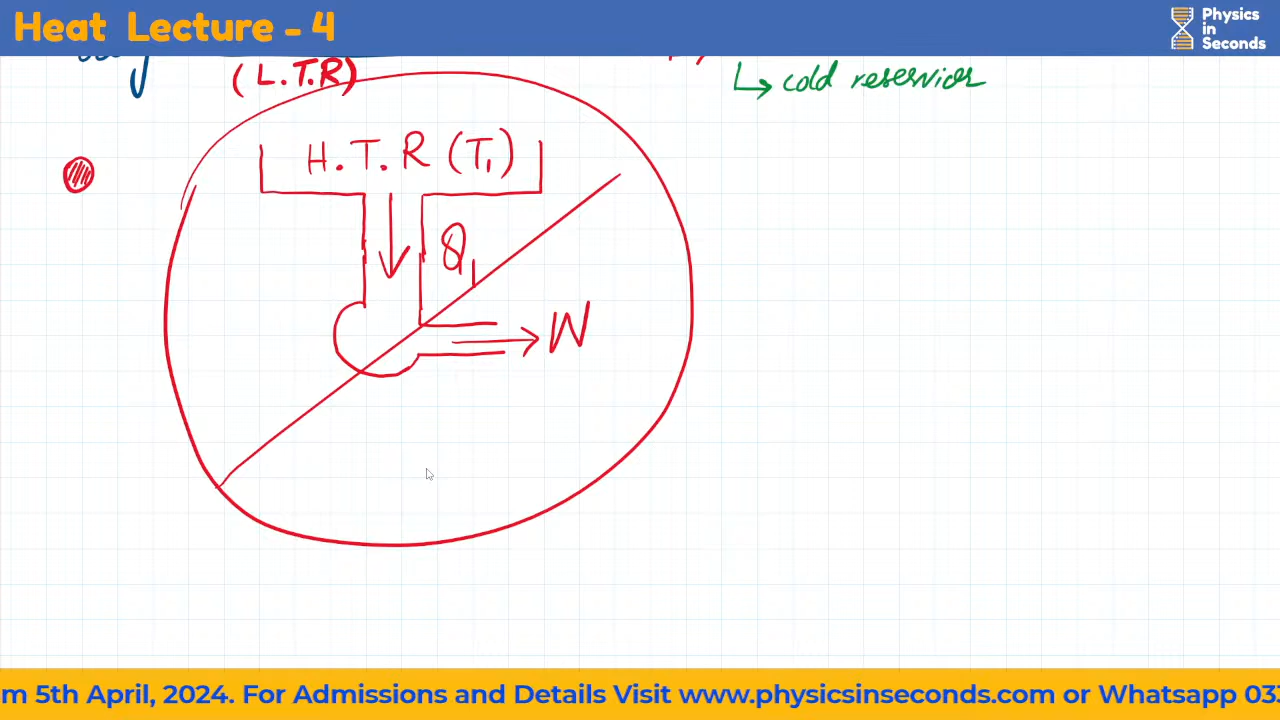 Heat Lecture - 4
Physics
in
Seconds
(L.T.R)
↳ cold reservior
H.T.R (T₁)
Q₁
W
m 5th April, 2024. For Admissions and Details Visit www.physicsinseconds.com or Whatsapp 03